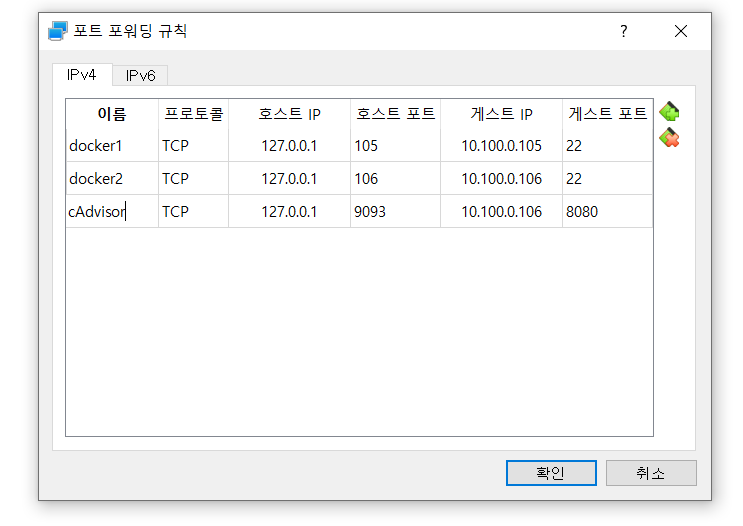 포트 포워딩 규칙 ?
IPv4 IPv6
이름 프로토콜 호스트 IP 호스트 포트 게스트 IP 게스트 포트
docker1 TCP 127.0.0.1 105 10.100.0.105 22
docker2 TCP 127.0.0.1 106 10.100.0.106 22
cAdvisor TCP 127.0.0.1 9093 10.100.0.106 8080
확인 취소